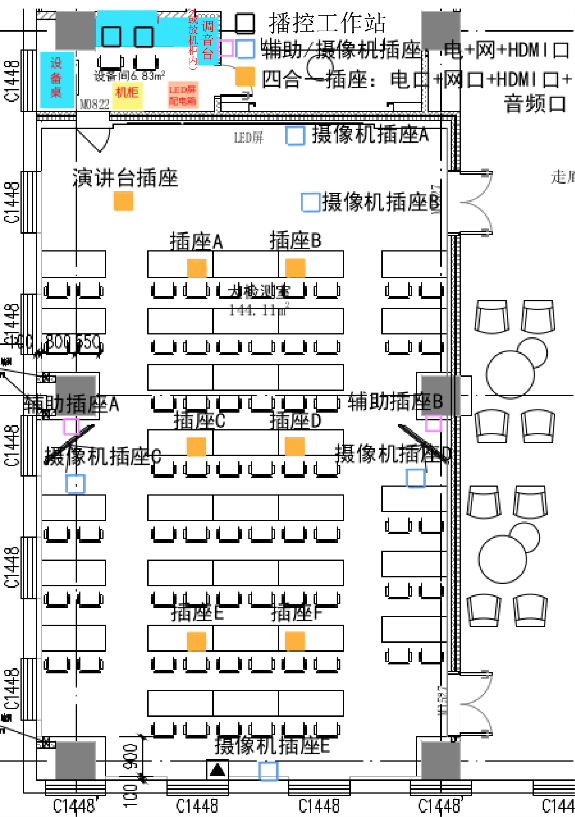 播控工作站
调音台
辅助/摄像机插座：电+网+HDMI口
C1448
设备桌
设备间6.83m²
四合一插座：电口+网口+HDMI口+
音频口
M0822
机柜
LED屏
配电箱
LED屏
摄像机插座A
C1448
演讲台插座
摄像机插座B
走廊
插座A
插座B
144.11m²
C1448
800
550
辅助插座A
辅助插座B
插座C
插座D
C1448
摄像机插座C
摄像机插座D
C1448
插座E
插座F
C1448
摄像机插座E
900
100
C1448'
C1448
C1448
C1448'
C1448